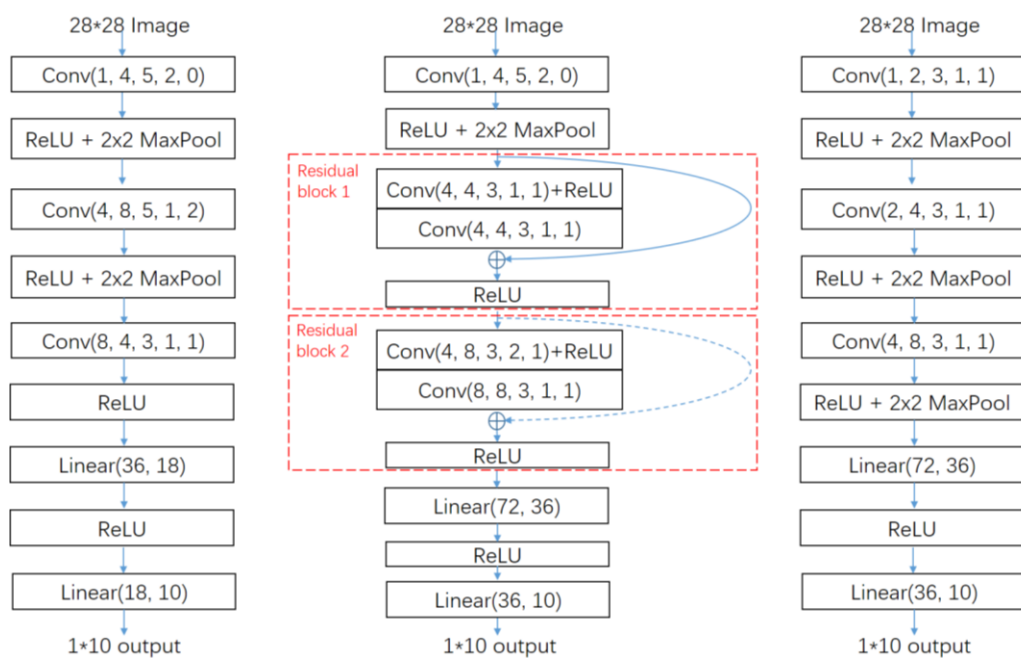 28*28 Image
Conv(1, 4, 5, 2, 0)
ReLU + 2x2 MaxPool
Conv(4, 8, 5, 1, 2)
ReLU + 2x2 MaxPool
Conv(8, 4, 3, 1, 1)
ReLU
Linear(36, 18)
ReLU
Linear(18, 10)
1*10 output
28*28 Image
Conv(1, 4, 5, 2, 0)
ReLU + 2x2 MaxPool
Residual
block 1
Conv(4, 4, 3, 1, 1)+ReLU
Conv(4, 4, 3, 1, 1)
ReLU
Residual
block 2
Conv(4, 8, 3, 2, 1)+ReLU
Conv(8, 8, 3, 1, 1)
ReLU
Linear(72, 36)
ReLU
Linear(36, 10)
1*10 output
28*28 Image
Conv(1, 2, 3, 1, 1)
ReLU + 2x2 MaxPool
Conv(2, 4, 3, 1, 1)
ReLU + 2x2 MaxPool
Conv(4, 8, 3, 1, 1)
ReLU + 2x2 MaxPool
Linear(72, 36)
ReLU
Linear(36, 10)
1*10 output